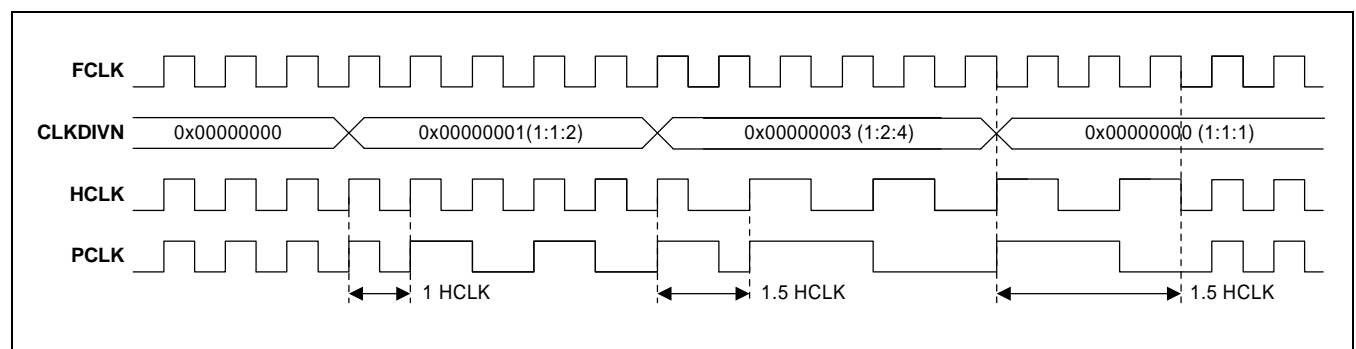 FCLK
CLKDIVN 0x00000000 0x00000001(1:1:2) 0x00000003 (1:2:4) 0x00000000 (1:1:1)
HCLK
PCLK
1 HCLK 1.5 HCLK 1.5 HCLK